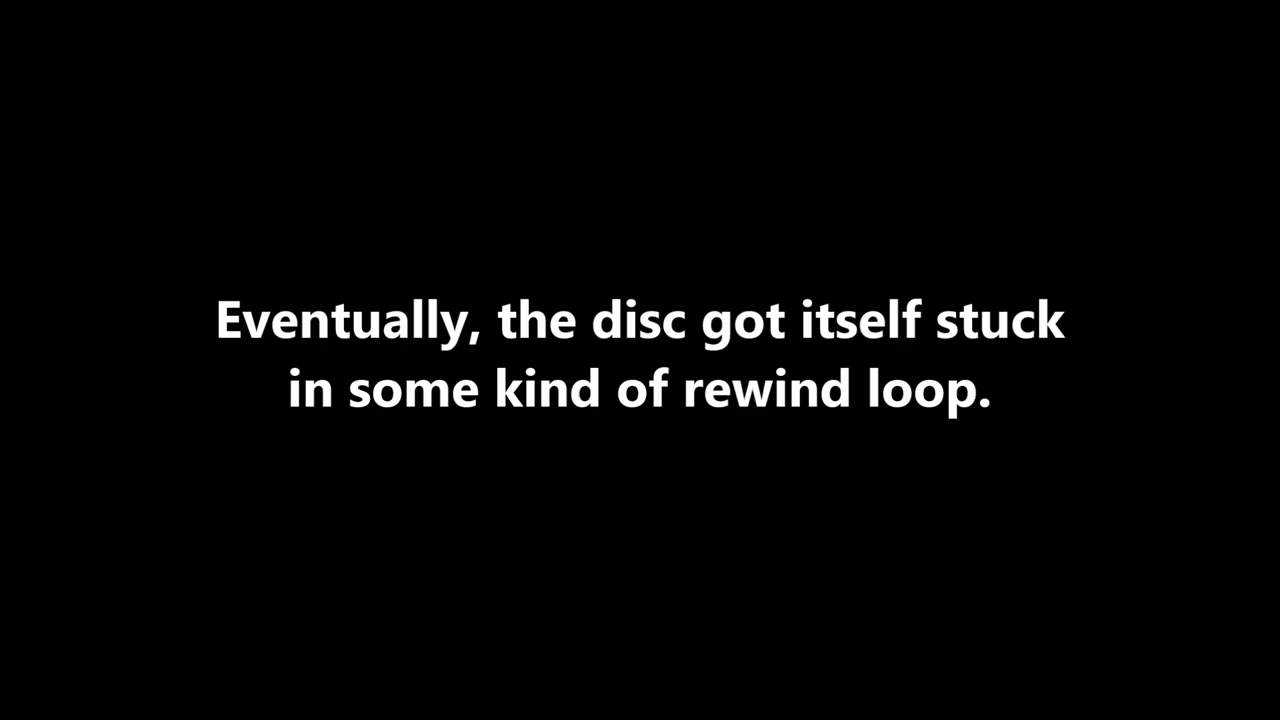 Eventually, the disc got itself stuck
in some kind of rewind loop.